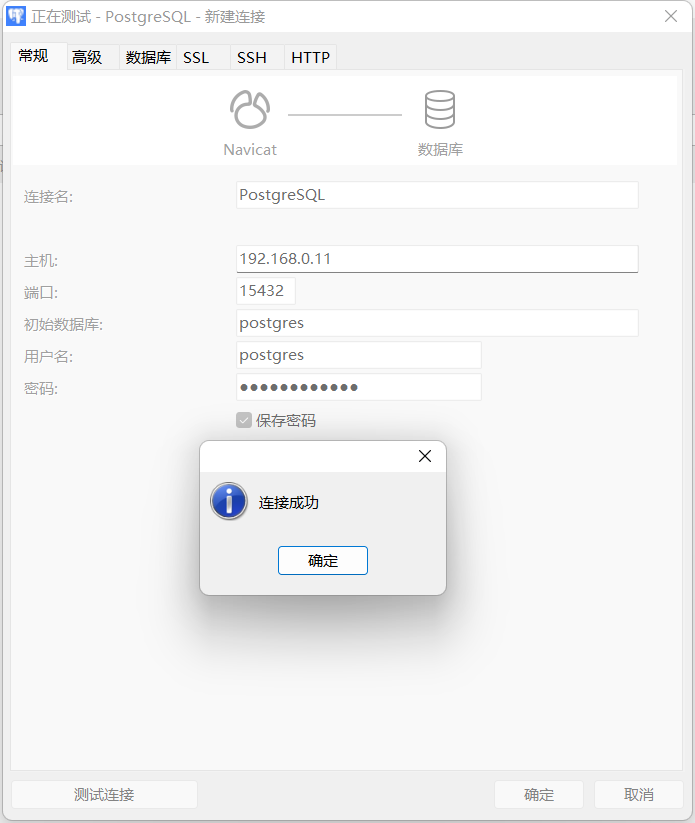 正在测试 - PostgreSQL - 新建连接
常规 高级 数据库 SSL SSH HTTP
Navicat 数据库
连接名: PostgreSQL
主机: 192.168.0.11
端口: 15432
初始数据库: postgres
用户名: postgres
密码: ●●●●●●●●●●●●
保存密码
连接成功
确定
测试连接 确定 取消